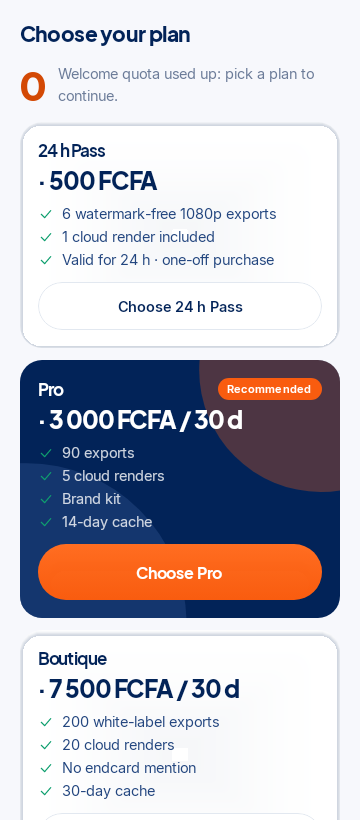 Choose your plan
0
Welcome quota used up: pick a plan to
continue.
24 h Pass
· 500 FCFA
6 watermark-free 1080p exports
1 cloud render included
Valid for 24 h · one-off purchase
Choose 24 h Pass
Pro
Recommended
· 3 000 FCFA / 30 d
90 exports
5 cloud renders
Brand kit
14-day cache
Choose Pro
Boutique
· 7 500 FCFA / 30 d
200 white-label exports
20 cloud renders
No endcard mention
30-day cache